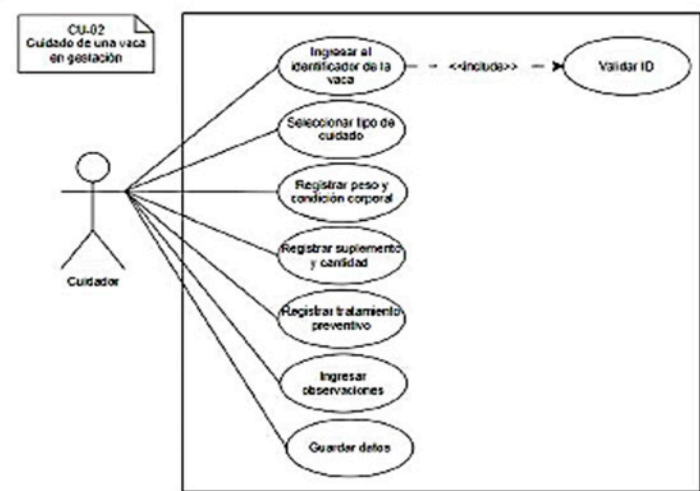 CU-02
Cuidado de una vaca
en gestación
Ingresar el
identificador de la
vaca
<<include>>
Validar ID
Seleccionar tipo de
cuidado
Registrar peso y
condición corporal
Registrar suplemento
y cantidad
Registrar tratamiento
preventivo
Ingresar
observaciones
Guardar datos
Cuidador